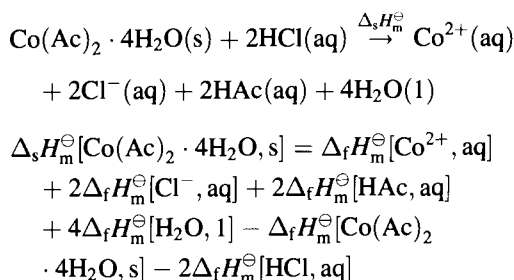 Co(Ac)₂ · 4H₂O(s) + 2HCl(aq) →^{Δ_sH_m^⊖} Co²⁺(aq)
+ 2Cl⁻(aq) + 2HAc(aq) + 4H₂O(1)
Δ_sH_m^⊖[Co(Ac)₂ · 4H₂O, s] = Δ_fH_m^⊖[Co²⁺, aq]
+ 2Δ_fH_m^⊖[Cl⁻, aq] + 2Δ_fH_m^⊖[HAc, aq]
+ 4Δ_fH_m^⊖[H₂O, 1] − Δ_fH_m^⊖[Co(Ac)₂
· 4H₂O, s] − 2Δ_fH_m^⊖[HCl, aq]